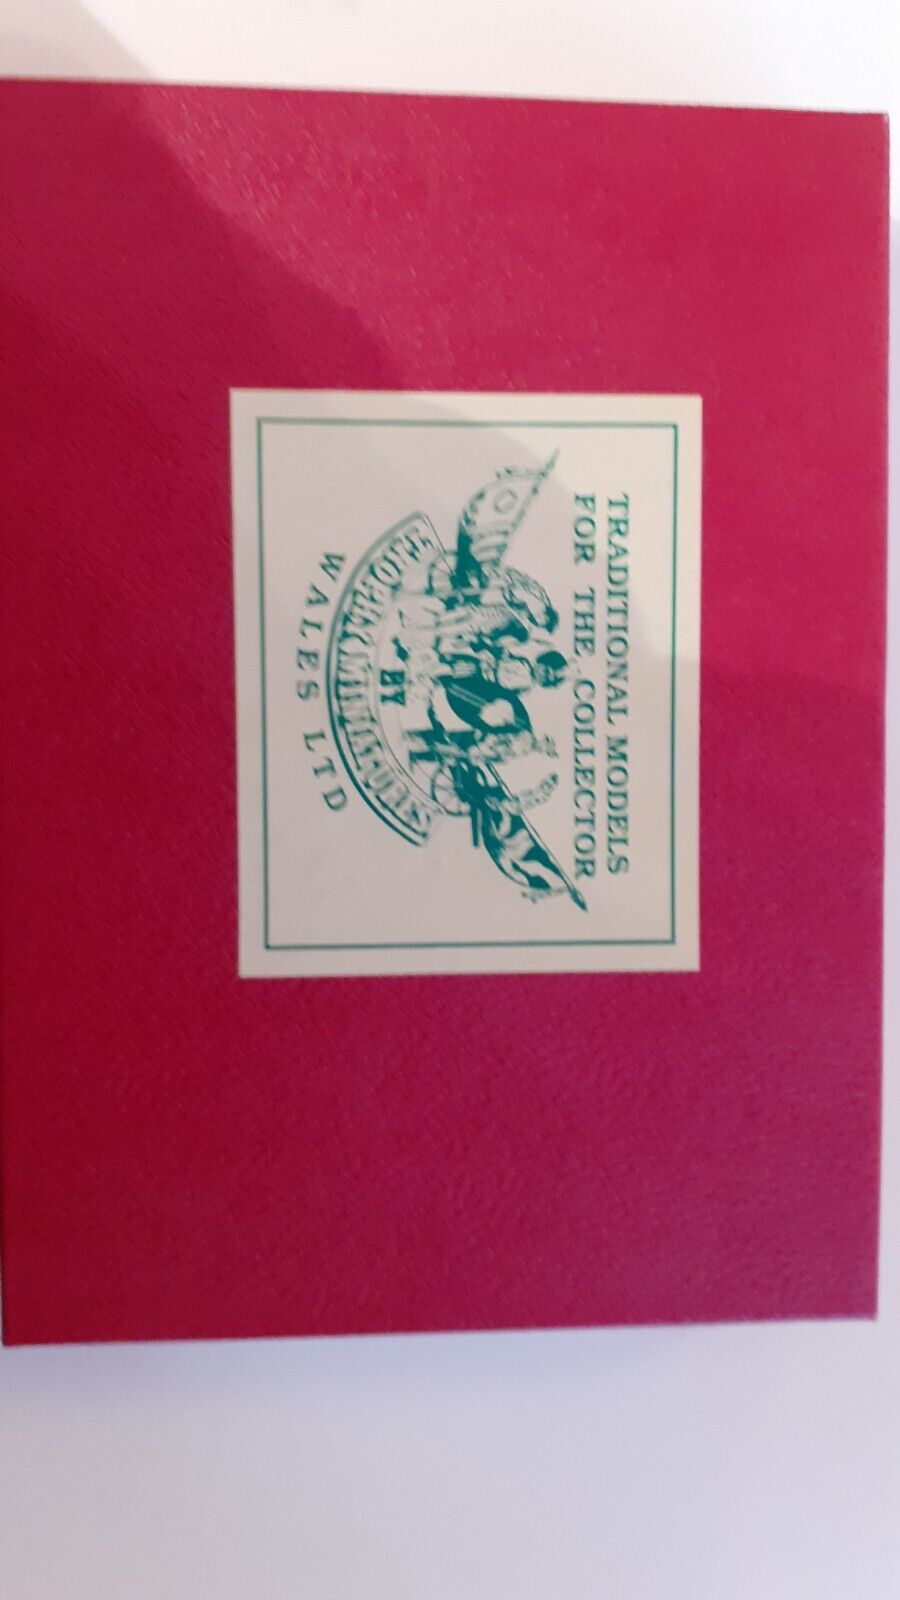 TRADITIONAL MODELS
FOR THE COLLECTOR
BY
WALES LTD